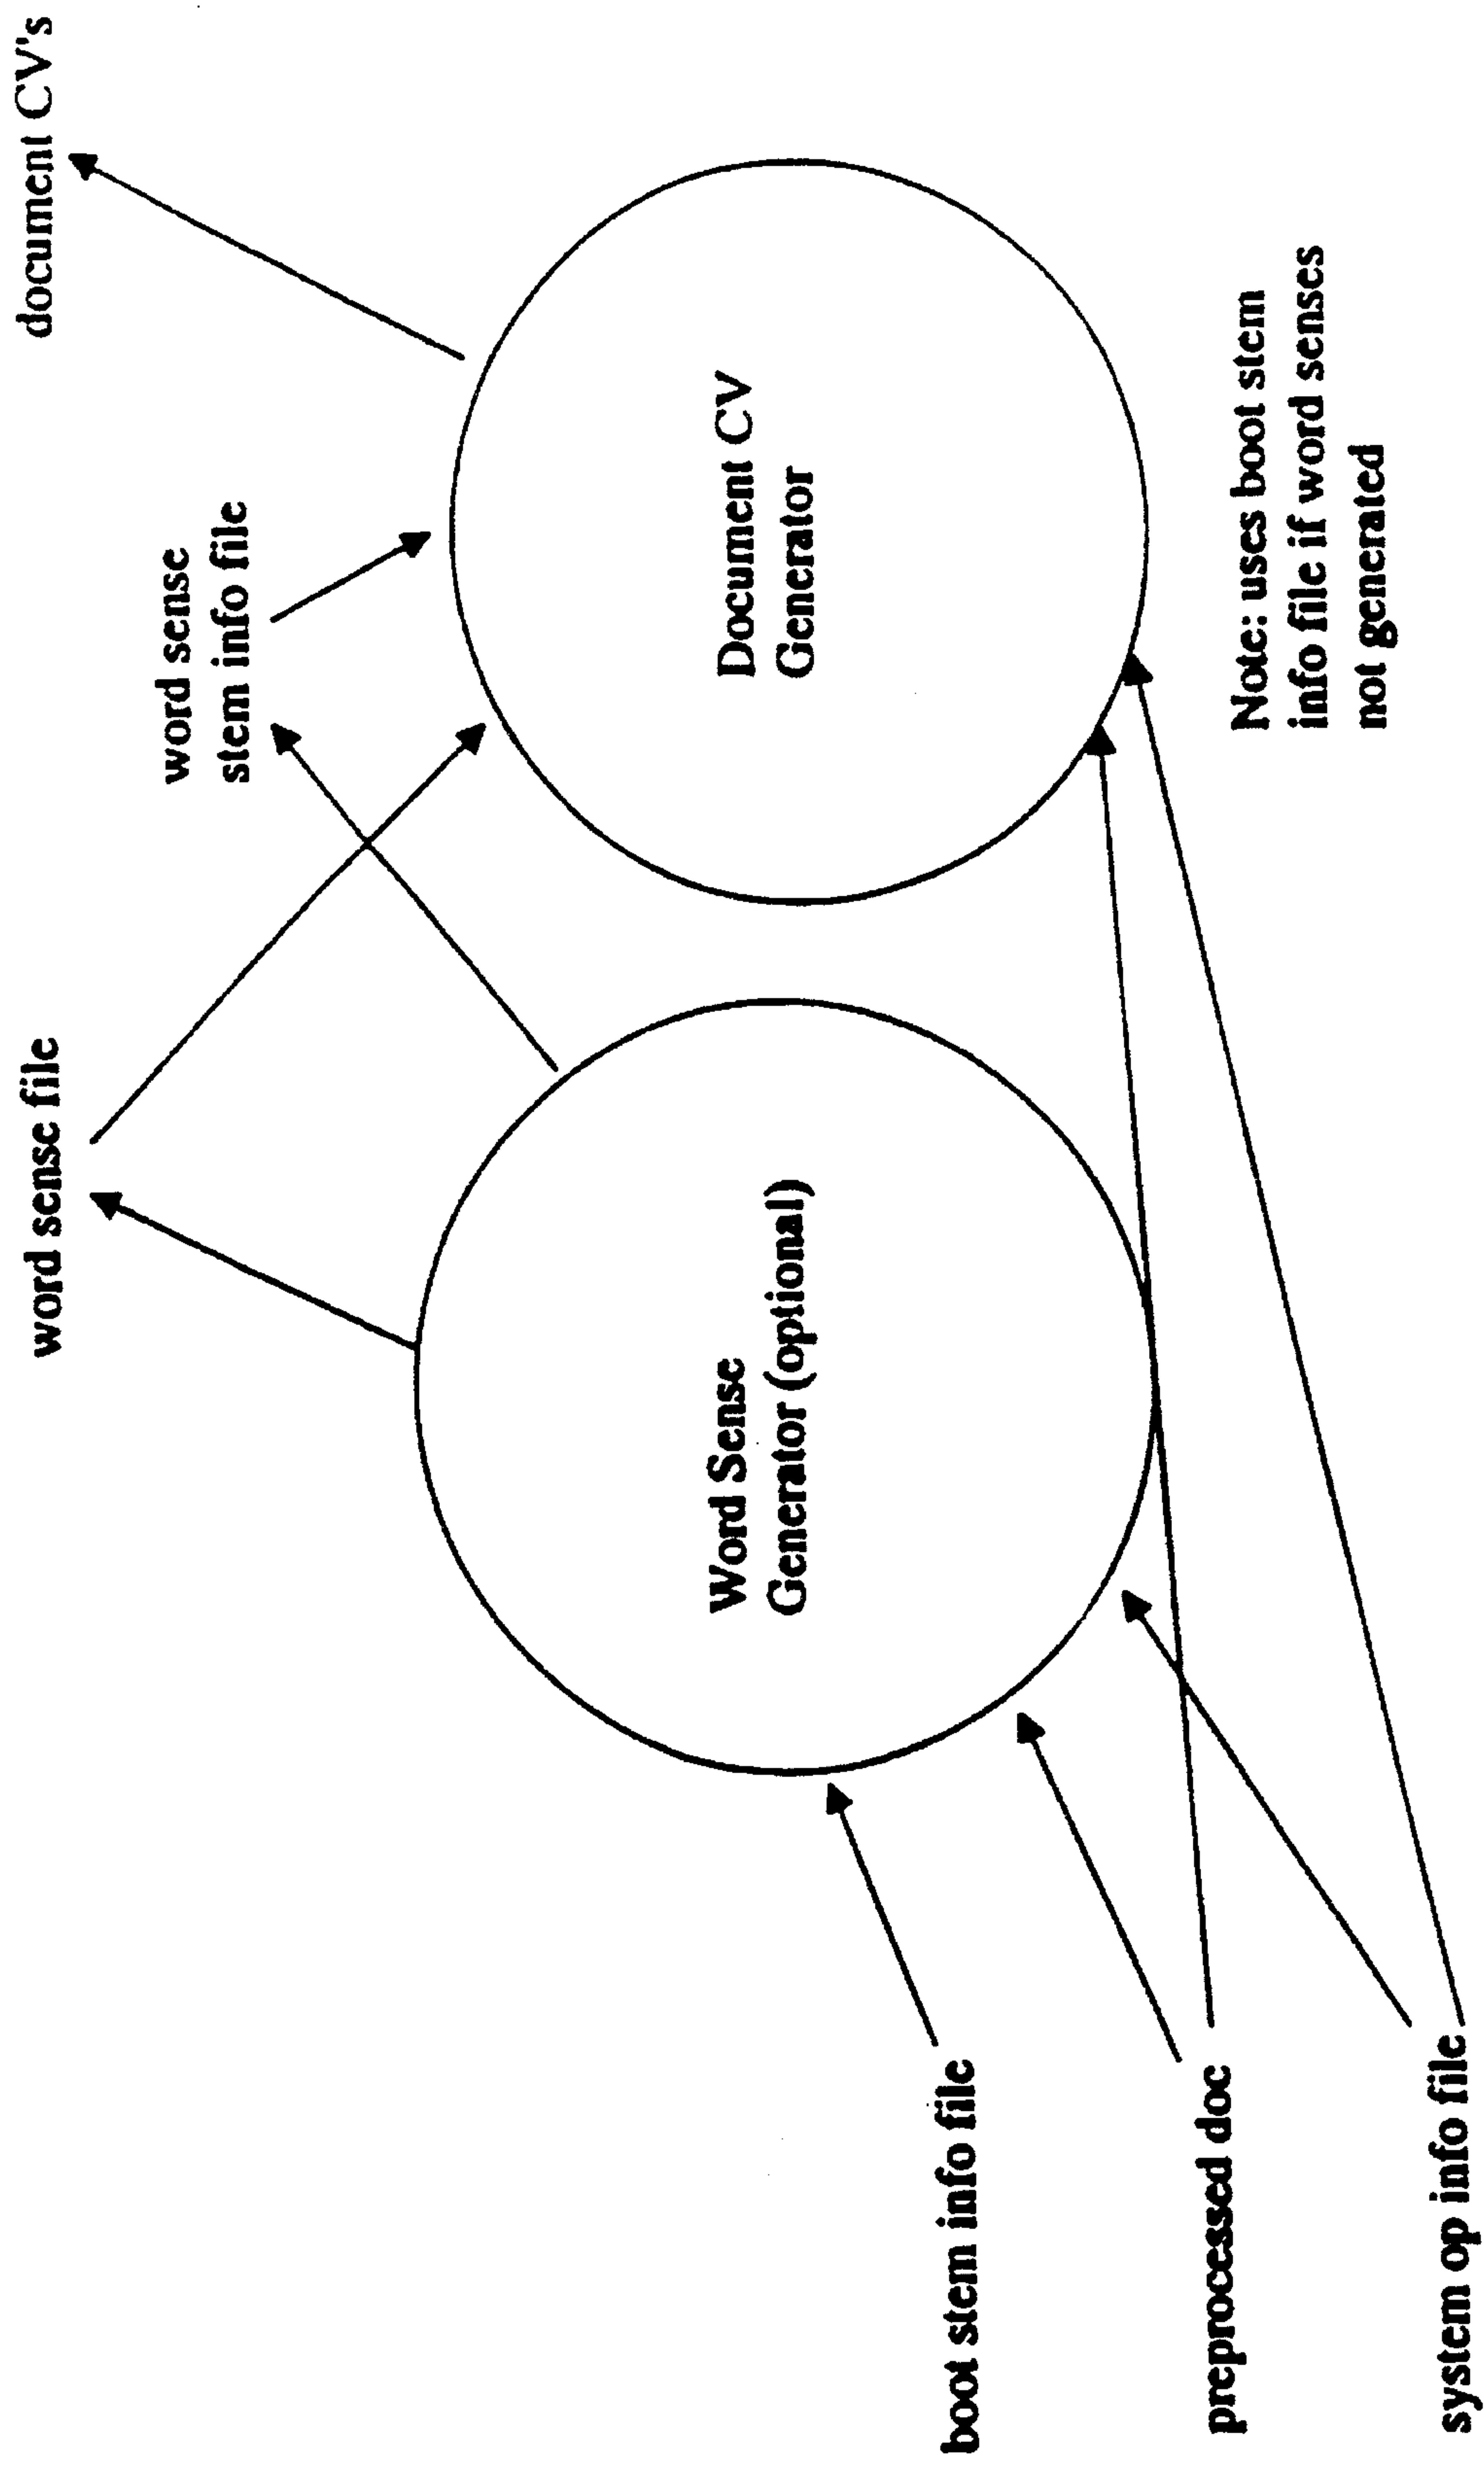 word sense file
document CV's
word sense
stem info file
Word Sense
Generator (optional)
Document CV
Generator
boot stem info file
preprocessed doc
system op info file
Note: uses boot stem
info file if word senses
not generated